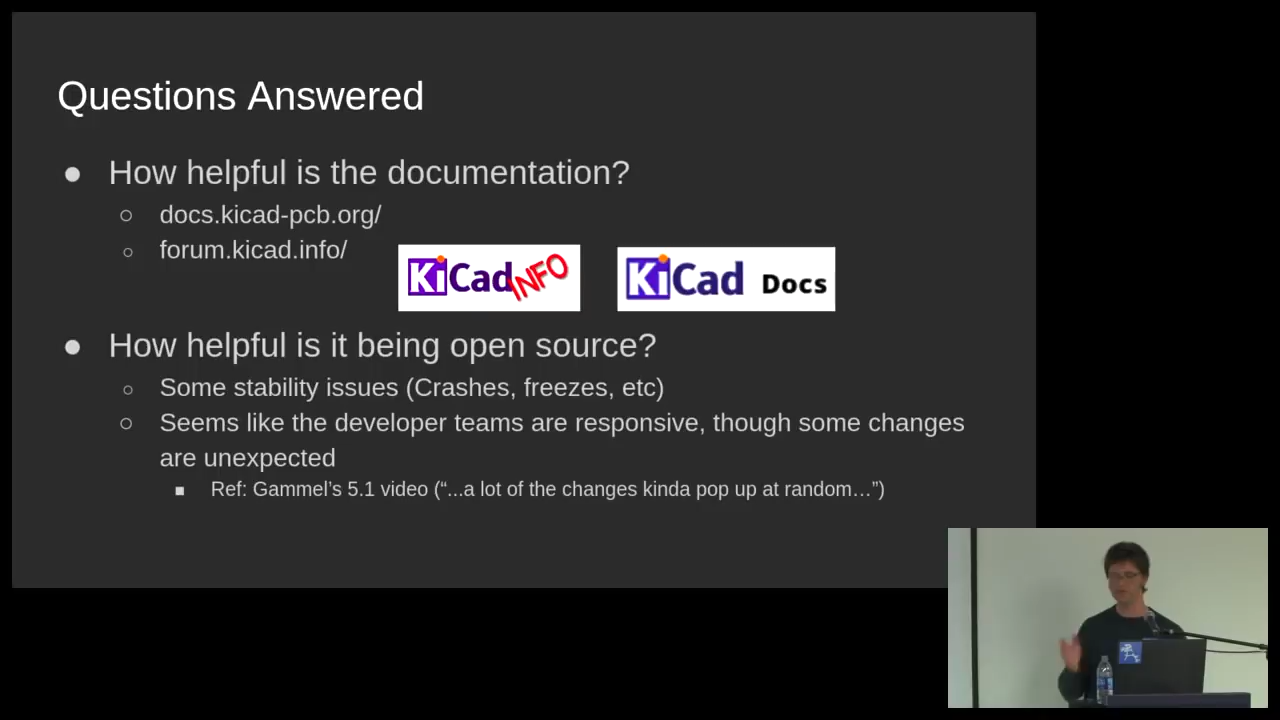 Questions Answered
● How helpful is the documentation?
○ docs.kicad-pcb.org/
○ forum.kicad.info/
KiCad INFO
KiCad Docs
● How helpful is it being open source?
○ Some stability issues (Crashes, freezes, etc)
○ Seems like the developer teams are responsive, though some changes
are unexpected
■ Ref: Gammel’s 5.1 video (“...a lot of the changes kinda pop up at random…”)